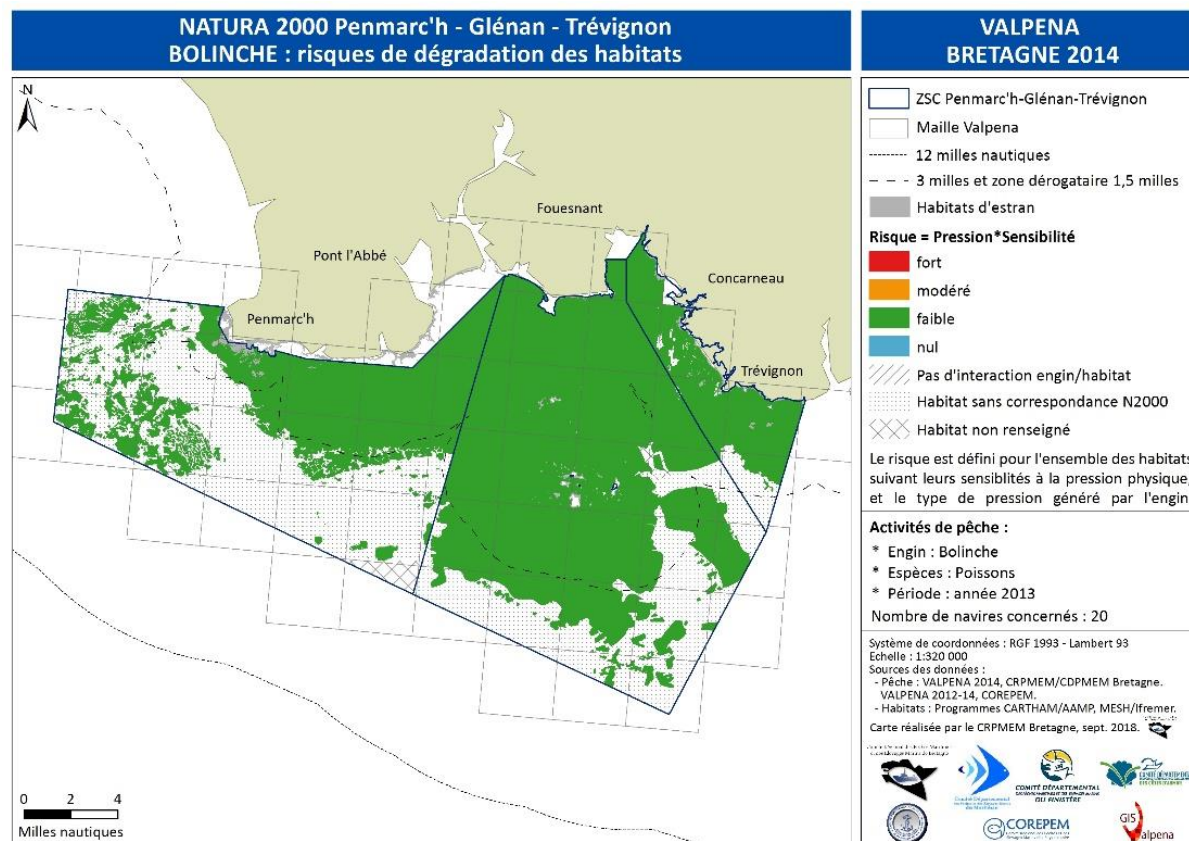 NATURA 2000 Penmarc'h - Glénan - Trévignon
BOLINCHE : risques de dégradation des habitats
VALPENA
BRETAGNE 2014
N
Fouesnant
Pont l'Abbé
Concarneau
Penmarc'h
Trévignon
0 2 4
Milles nautiques
ZSC Penmarc'h-Glénan-Trévignon
Maille Valpena
12 milles nautiques
3 milles et zone dérogataire 1,5 milles
Habitats d'estran
Risque = Pression*Sensibilité
fort
modéré
faible
nul
Pas d'interaction engin/habitat
Habitat sans correspondance N2000
Habitat non renseigné
Le risque est défini pour l'ensemble des habitats
suivant leurs sensiblités à la pression physique,
et le type de pression généré par l'engin
Activités de pêche :
* Engin : Bolinche
* Espèces : Poissons
* Période : année 2013
Nombre de navires concernés : 20
Système de coordonnées : RGF 1993 - Lambert 93
Echelle : 1:320 000
Sources des données :
- Pêche : VALPENA 2014, CRPMEM/CDPMEM Bretagne.
VALPENA 2012-14, COREPEM.
- Habitats : Programmes CARTHAM/AAMP, MESH/Ifremer.
Carte réalisée par le CRPMEM Bretagne, sept. 2018.
COMITÉ DÉPARTEMENTAL
DU FINISTÈRE
COREPEM
GIS
Valpena